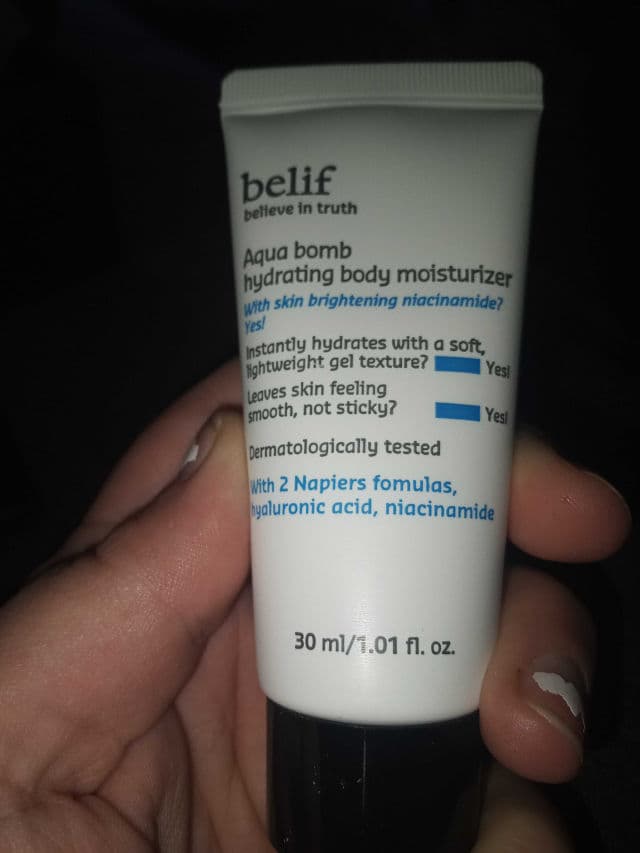 belif
believe in truth
Aqua bomb
hydrating body moisturizer
With skin brightening niacinamide?
Yes!
Instantly hydrates with a soft,
lightweight gel texture? Yes!
Leaves skin feeling
smooth, not sticky? Yes!
Dermatologically tested
With 2 Napiers fomulas,
hyaluronic acid, niacinamide
30 ml/1.01 fl. oz.